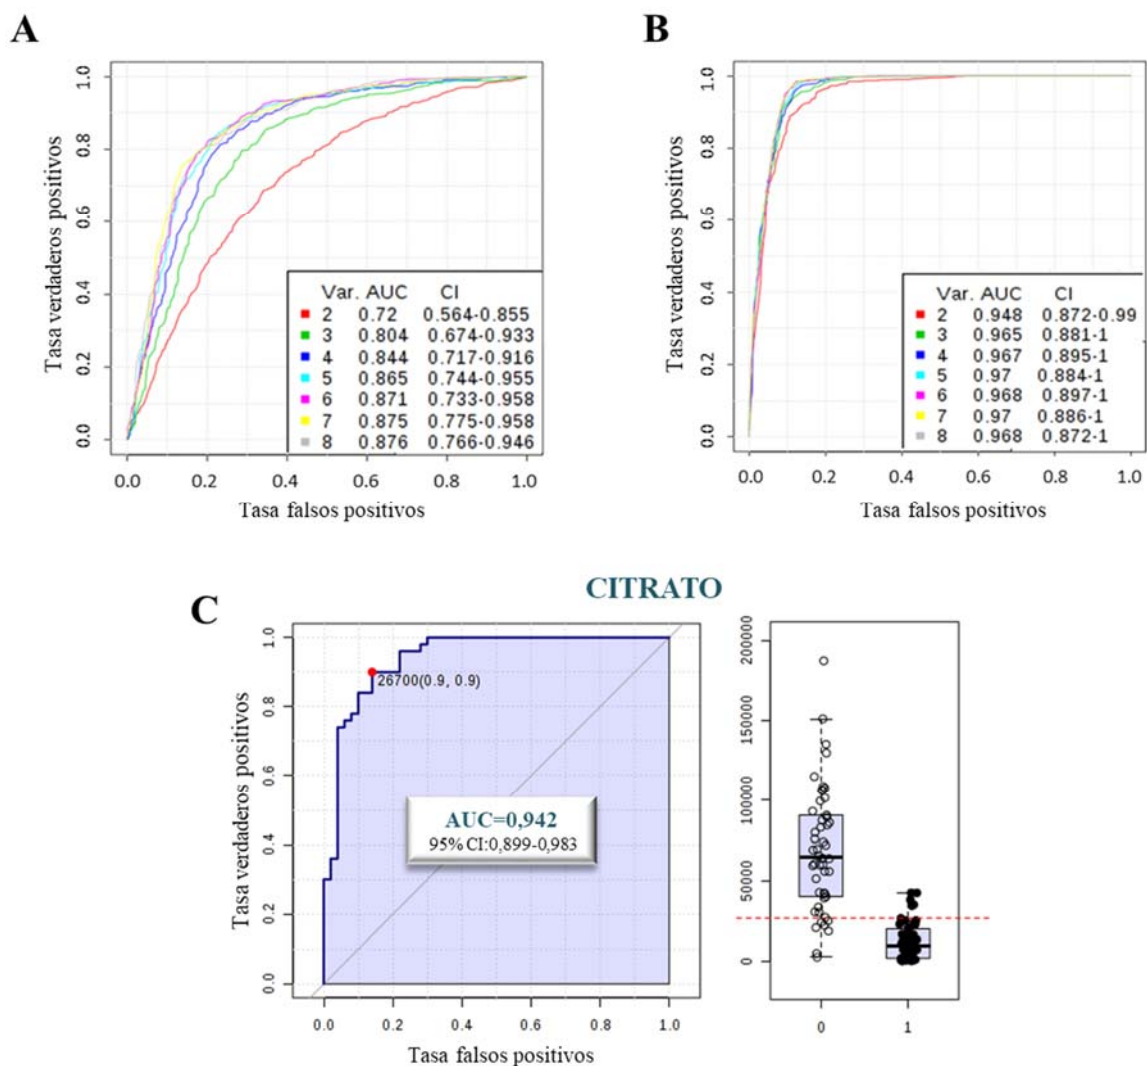 A
B
1.0
0.8
0.6
0.4
0.2
0.0
Tasa verdaderos positivos
Var. AUC CI
2 0.72 0.564-0.855
3 0.804 0.674-0.933
4 0.844 0.717-0.916
5 0.865 0.744-0.955
6 0.871 0.733-0.958
7 0.875 0.775-0.958
8 0.876 0.766-0.946
0.0 0.2 0.4 0.6 0.8 1.0
Tasa falsos positivos
1.0
0.8
0.6
0.4
0.2
0.0
Tasa verdaderos positivos
Var. AUC CI
2 0.948 0.872-0.99
3 0.965 0.881-1
4 0.967 0.895-1
5 0.97 0.884-1
6 0.968 0.897-1
7 0.97 0.886-1
8 0.968 0.872-1
0.0 0.2 0.4 0.6 0.8 1.0
Tasa falsos positivos
CITRATO
C
1.0
0.8
0.6
0.4
0.2
0.0
Tasa verdaderos positivos
26700(0.9, 0.9)
AUC=0,942
95% CI:0,899-0,983
0.0 0.2 0.4 0.6 0.8 1.0
Tasa falsos positivos
200000
150000
100000
50000
0
0 1